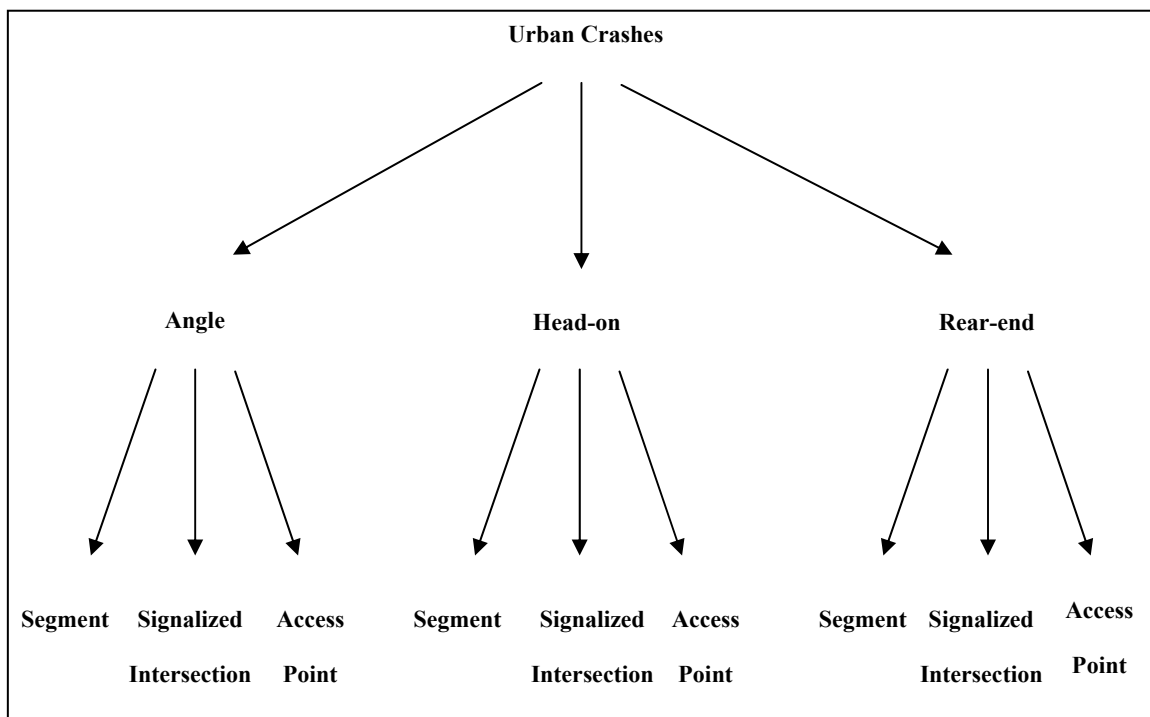 Urban Crashes
Angle
Head-on
Rear-end
Segment
Signalized
Intersection
Access
Point
Segment
Signalized
Intersection
Access
Point
Segment
Signalized
Intersection
Access
Point